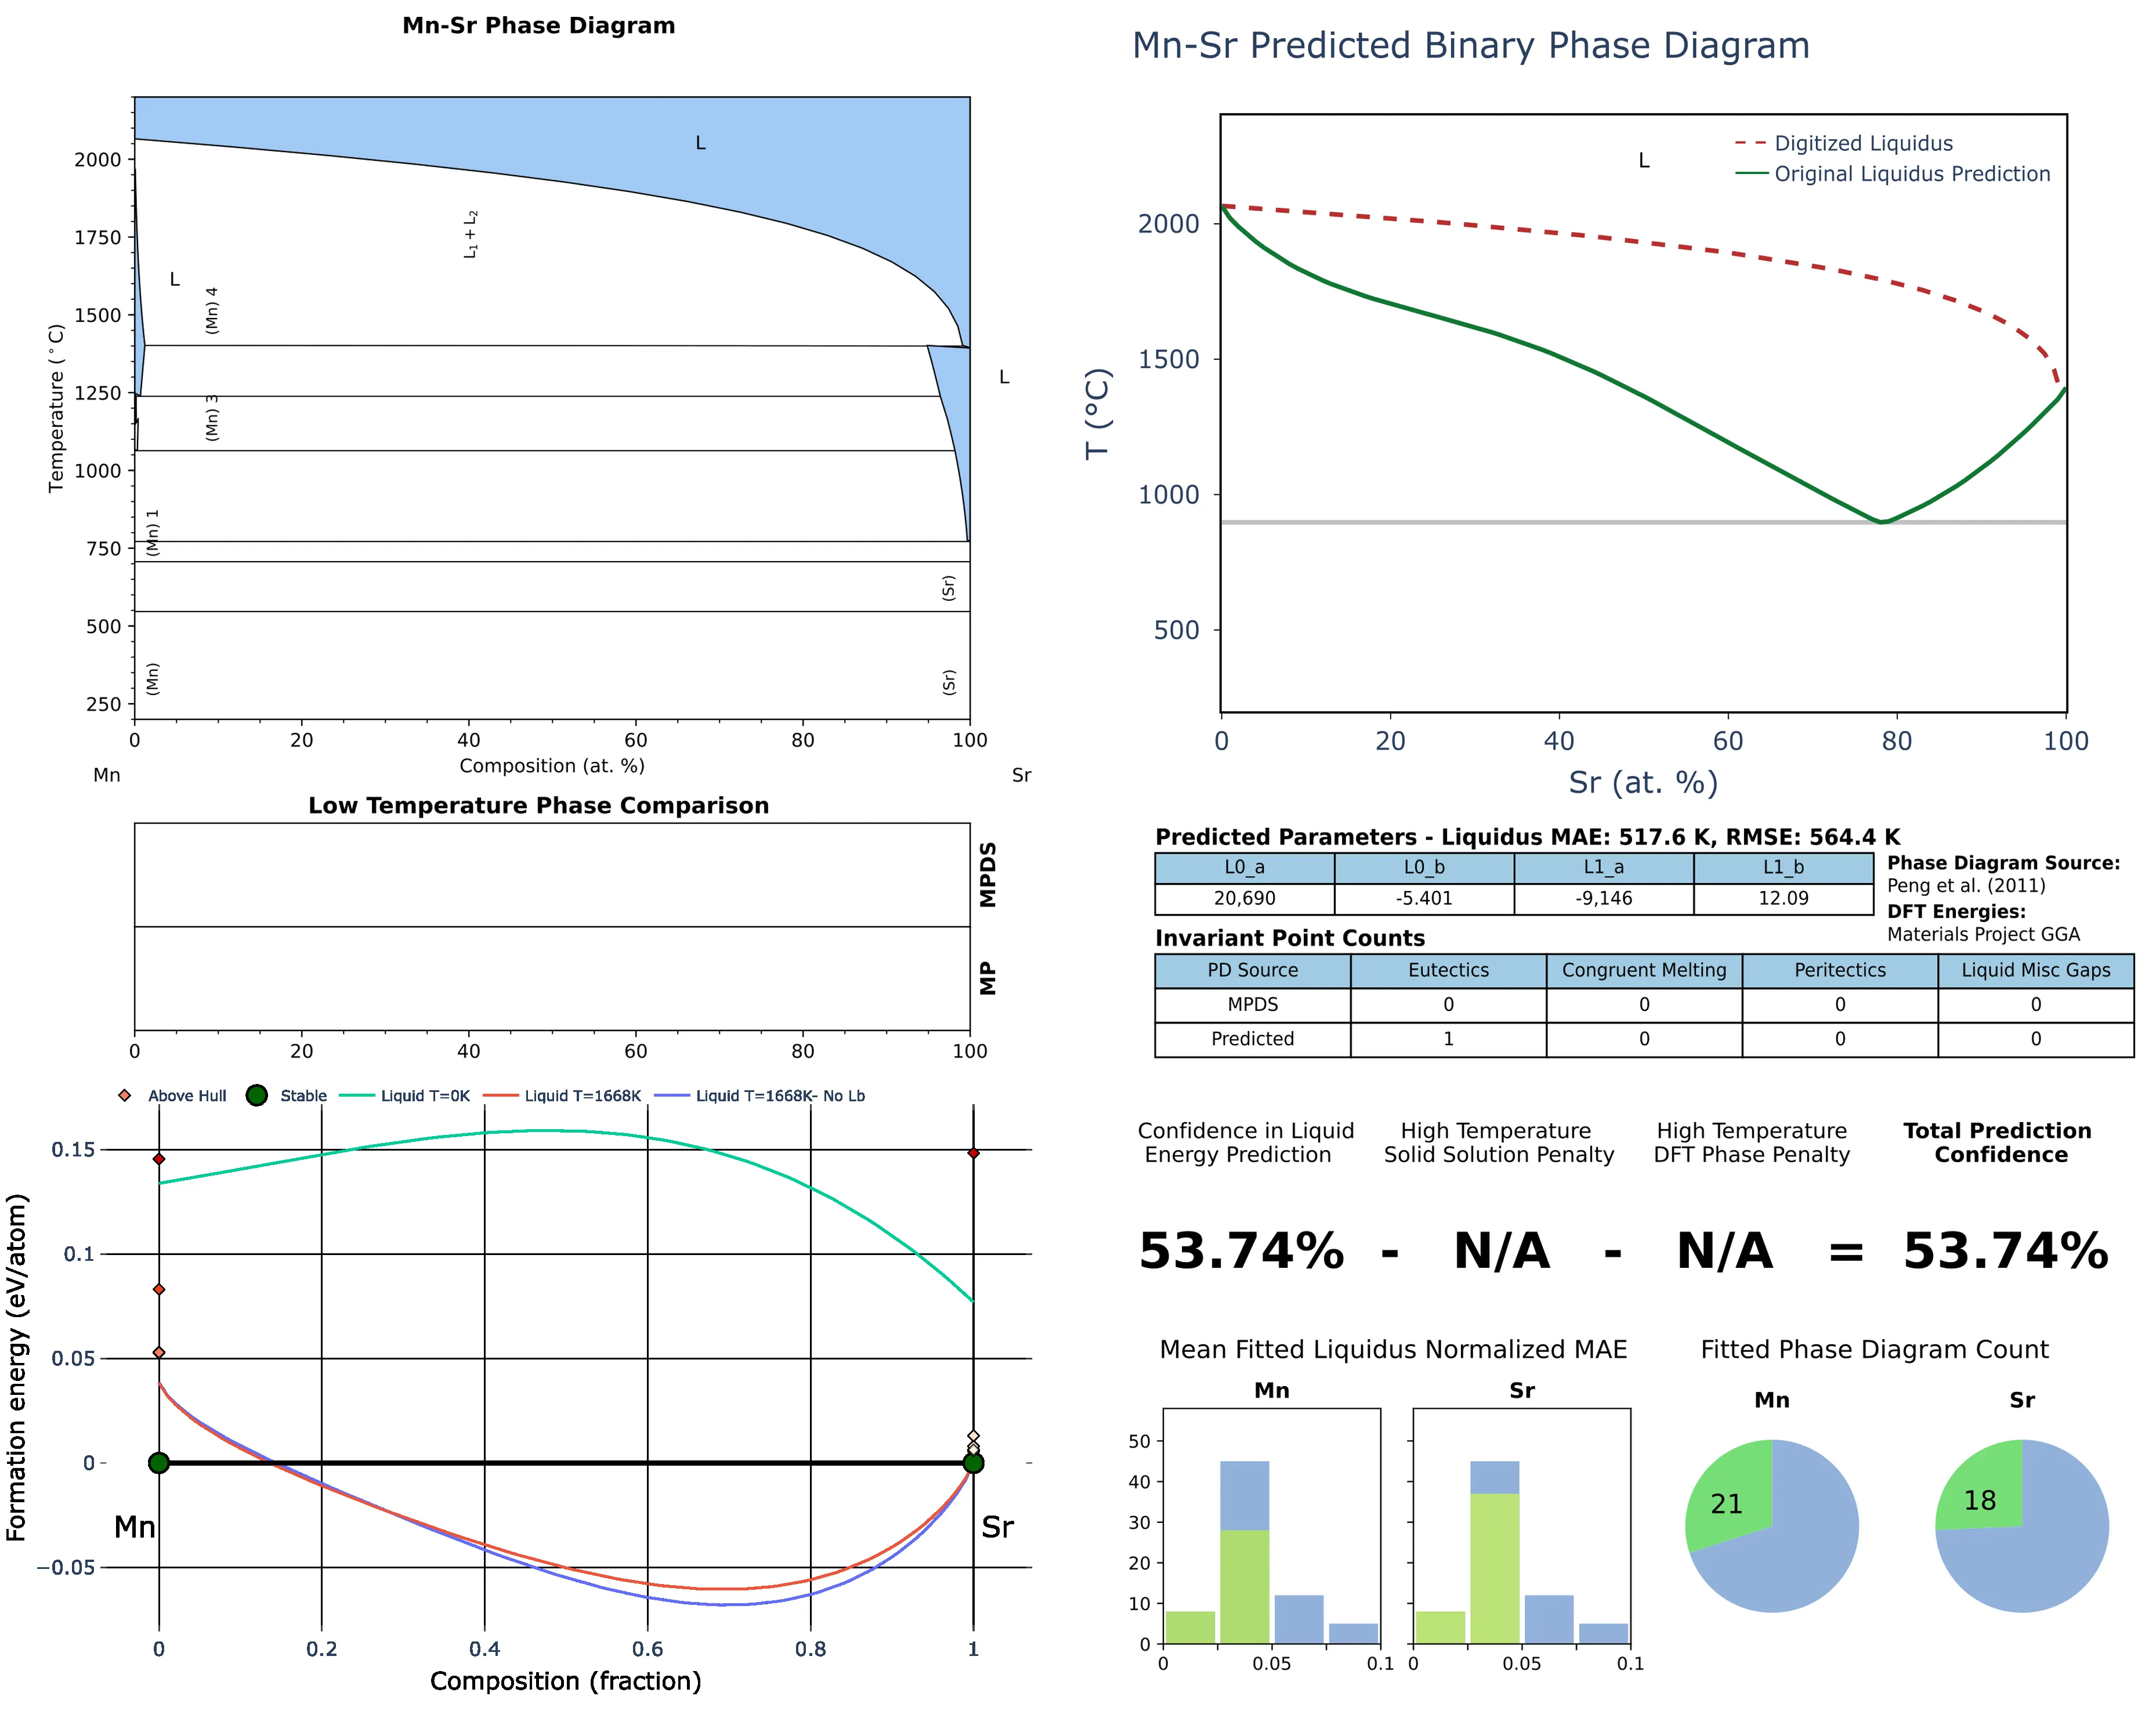 Mn-Sr Phase Diagram
L
L₁ + L₂
L
(Mn) 4
L
(Mn) 3
(Mn) 1
(Sr)
(Mn)
(Sr)
2000
1750
1500
1250
1000
750
500
250
Temperature (°C)
0 20 40 60 80 100
Composition (at. %)
Mn Sr
Low Temperature Phase Comparison
MPDS
MP
0 20 40 60 80 100
Above Hull Stable Liquid T=0K Liquid T=1668K Liquid T=1668K- No Lb
0.15
0.1
0.05
0
−0.05
Formation energy (eV/atom)
Mn Sr
0 0.2 0.4 0.6 0.8 1
Composition (fraction)
Mn-Sr Predicted Binary Phase Diagram
L
Digitized Liquidus
Original Liquidus Prediction
2000
1500
1000
500
T (°C)
0 20 40 60 80 100
Sr (at. %)
Predicted Parameters - Liquidus MAE: 517.6 K, RMSE: 564.4 K
L0_a L0_b L1_a L1_b
20,690 -5.401 -9,146 12.09
Phase Diagram Source:
Peng et al. (2011)
DFT Energies:
Materials Project GGA
Invariant Point Counts
PD Source Eutectics Congruent Melting Peritectics Liquid Misc Gaps
MPDS 0 0 0 0
Predicted 1 0 0 0
Confidence in Liquid Energy Prediction
High Temperature Solid Solution Penalty
High Temperature DFT Phase Penalty
Total Prediction Confidence
53.74% - N/A - N/A = 53.74%
Mean Fitted Liquidus Normalized MAE
Mn Sr
50
40
30
20
10
0
0 0.05 0.1 0 0.05 0.1
Fitted Phase Diagram Count
Mn Sr
21 18